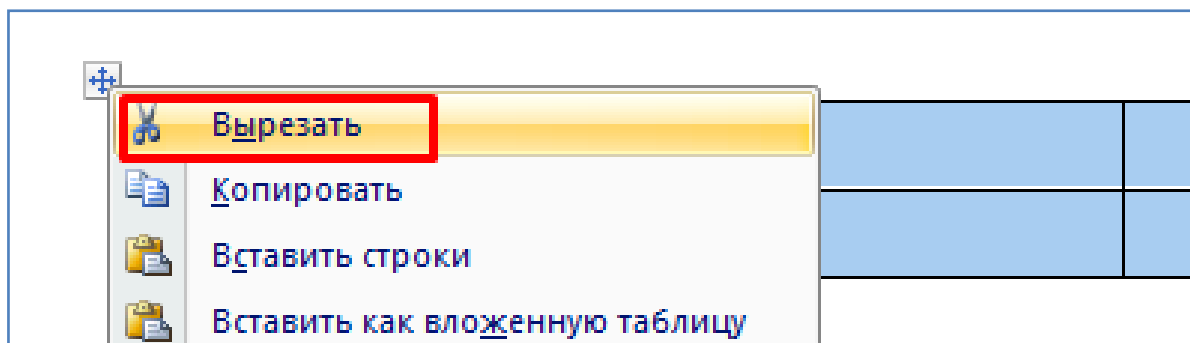 Вырезать
Копировать
Вставить строки
Вставить как вложенную таблицу